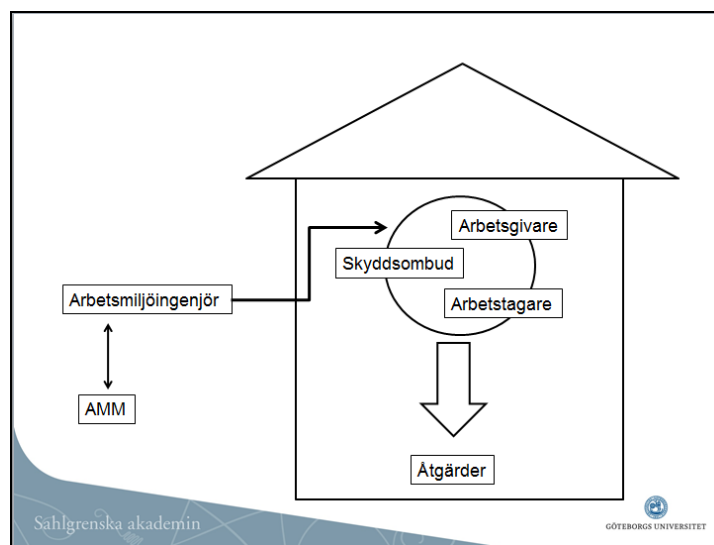 Arbetsgivare
Skyddsombud
Arbetsmiljöingenjör
Arbetstagare
AMM
Åtgärder
Sahlgrenska akademin
GÖTEBORGS UNIVERSITET